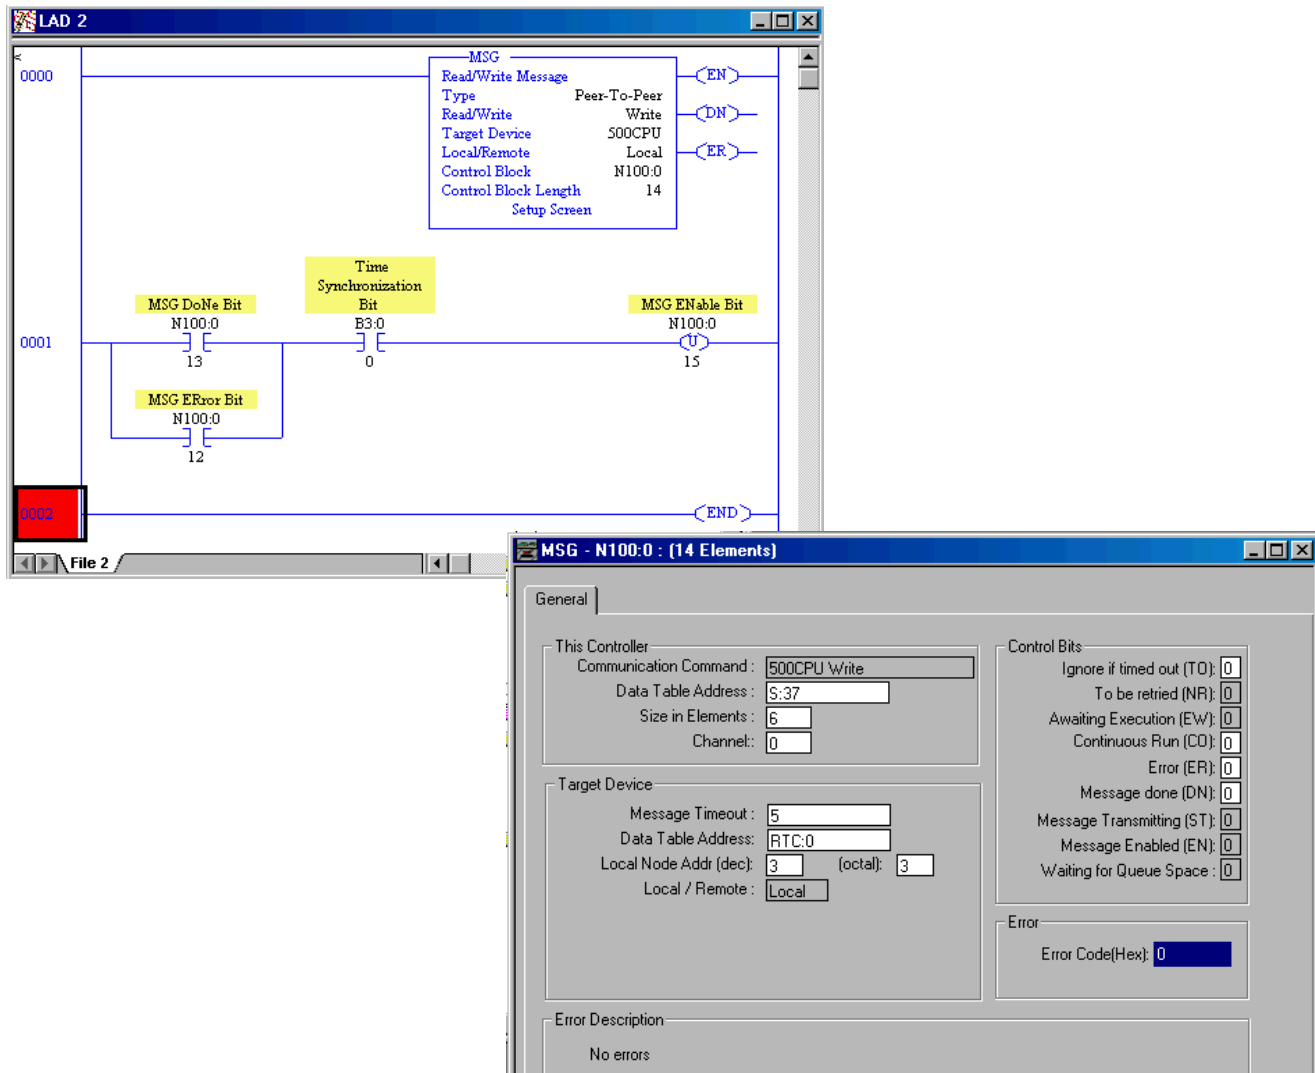 LAD 2
0000
MSG
Read/Write Message
Type Peer-To-Peer
Read/Write Write
Target Device 500CPU
Local/Remote Local
Control Block N100:0
Control Block Length 14
Setup Screen
EN
DN
ER
Time
Synchronization
Bit
MSG DoNe Bit
MSG ENable Bit
N100:0
B3:0
N100:0
0001
U
13
0
15
MSG ERror Bit
N100:0
12
0002
END
File 2
MSG - N100:0 : (14 Elements)
General
This Controller
Communication Command : 500CPU Write
Data Table Address : S:37
Size in Elements : 6
Channel:: 0
Target Device
Message Timeout : 5
Data Table Address: RTC:0
Local Node Addr (dec): 3 (octal): 3
Local / Remote : Local
Control Bits
Ignore if timed out (TO): 0
To be retried (NR): 0
Awaiting Execution (EW): 0
Continuous Run (CO): 0
Error (ER): 0
Message done (DN): 0
Message Transmitting (ST): 0
Message Enabled (EN): 0
Waiting for Queue Space : 0
Error
Error Code(Hex): 0
Error Description
No errors